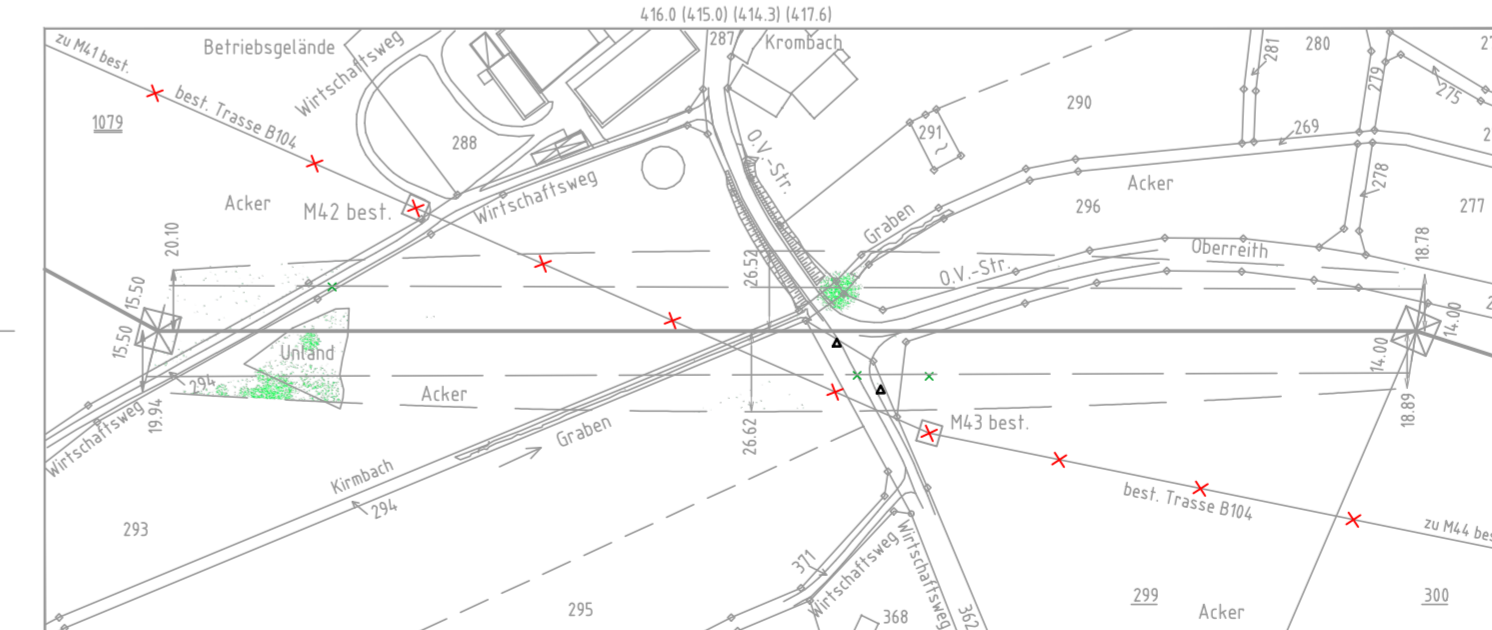 416.0 (415.0) (414.3) (417.6)
zu M41 best.
Betriebsgelände
Wirtschaftsweg
287
Krombach
281
280
279
275
best. Trasse B104
1079
288
O.V.-Str.
291
290
269
278
Acker
M42 best.
Wirtschaftsweg
Graben
Acker
296
277
20.10
26.52
O.V.-Str.
Oberreith
18.78
15.50
15.50
14.00
14.00
Unland
294
Acker
19.94
Wirtschaftsweg
26.62
Graben
M43 best.
18.89
Kirmbach
294
best. Trasse B104
zu M44 bes
293
371
Wirtschaftsweg
Wirtschaftsweg
362
295
368
299
Acker
300